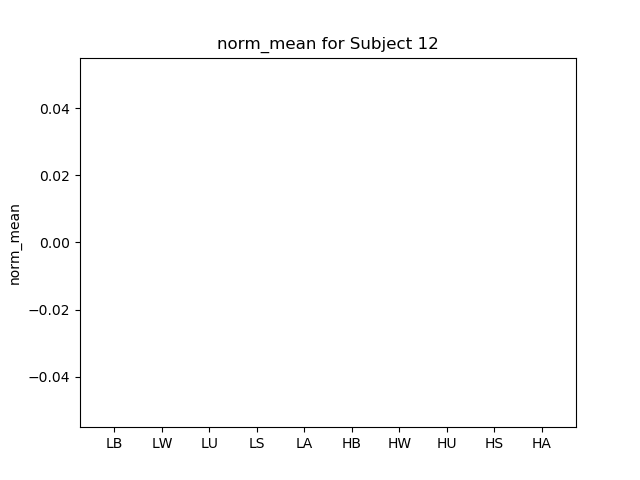 norm_mean for Subject 12
norm_mean
0.04
0.02
0.00
−0.02
−0.04
LB LW LU LS LA HB HW HU HS HA